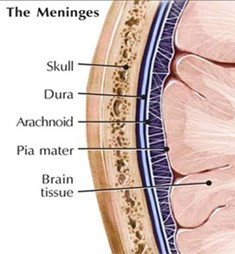 The Meninges
Skull
Dura
Arachnoid
Pia mater
Brain
tissue